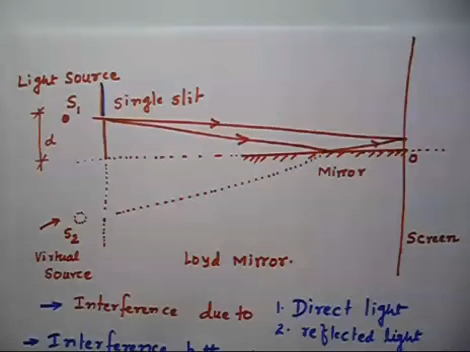 Light Source
S1
Single slit
d
Mirror
O
S2
Virtual
Source
Loyd Mirror.
Screen
→ Interference due to 1. Direct light
2. reflected light
→ Interference